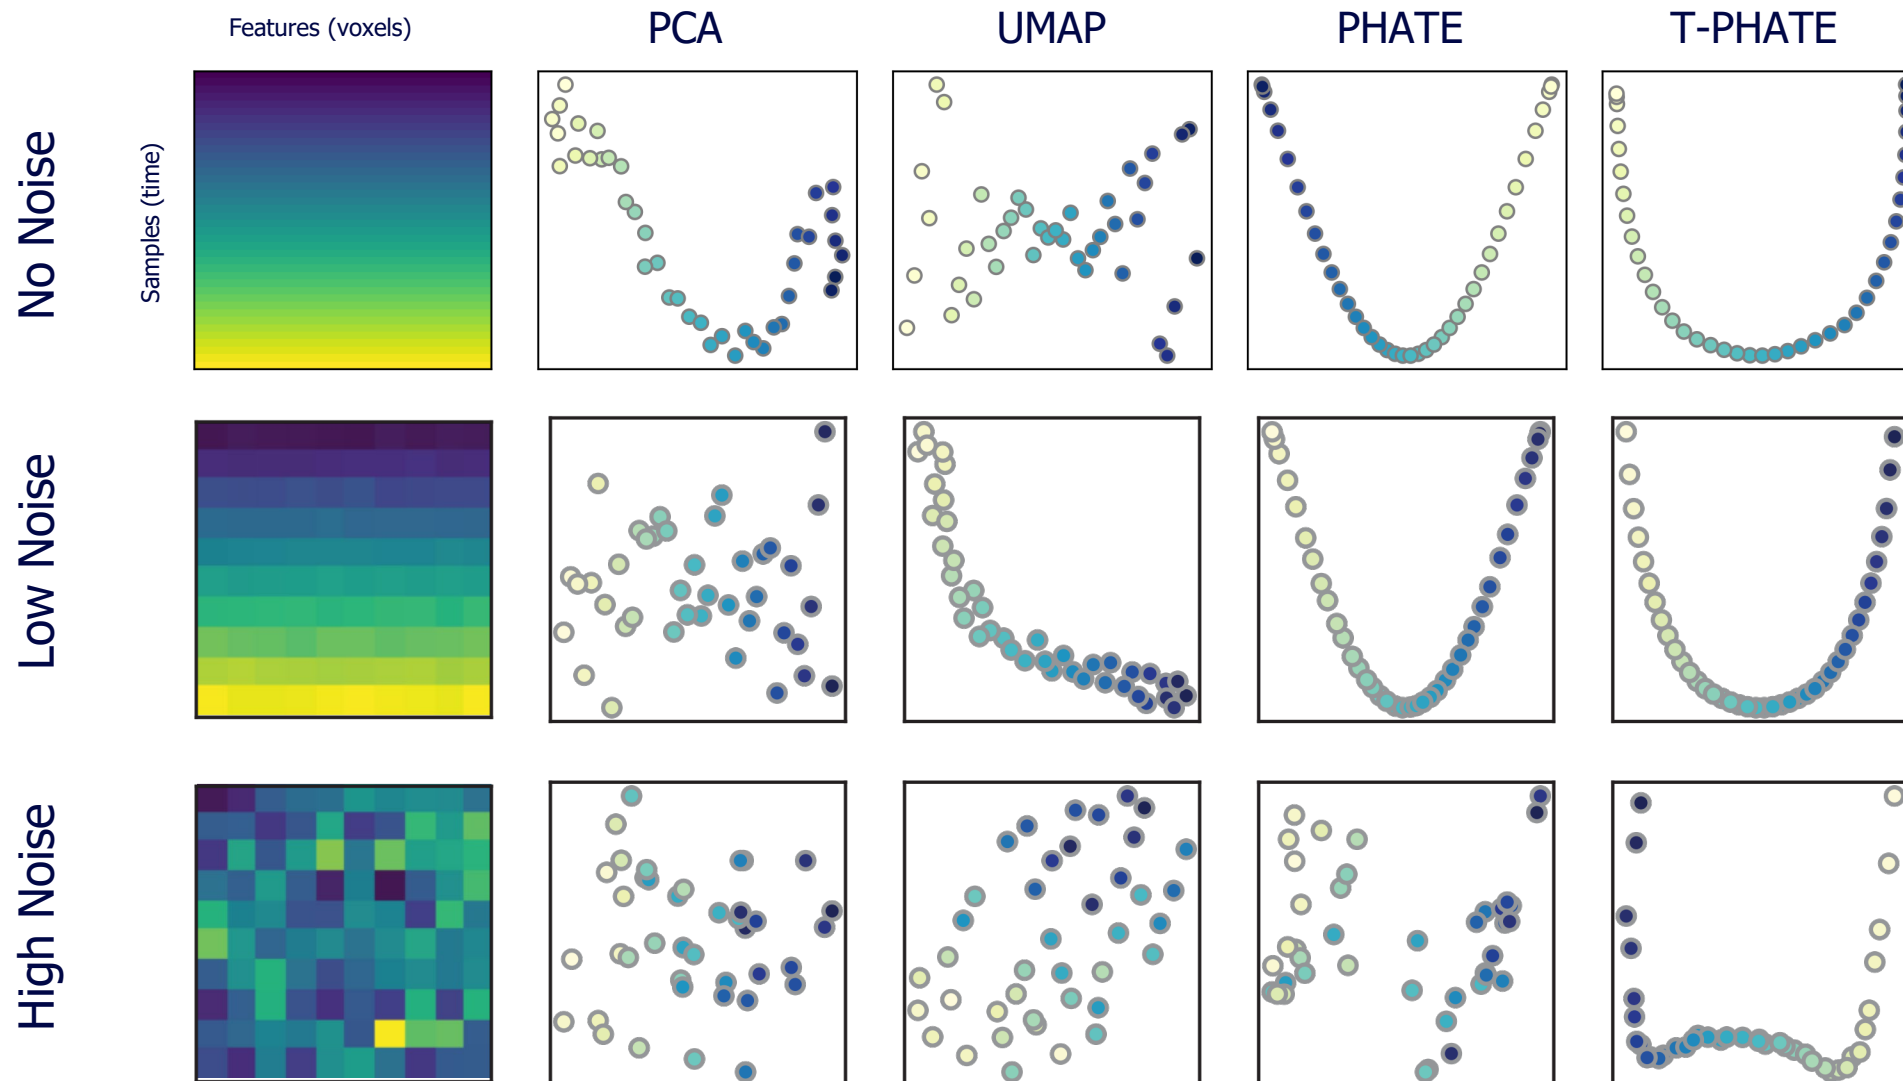 Features (voxels)
PCA
UMAP
PHATE
T-PHATE
No Noise
Samples (time)
Low Noise
High Noise